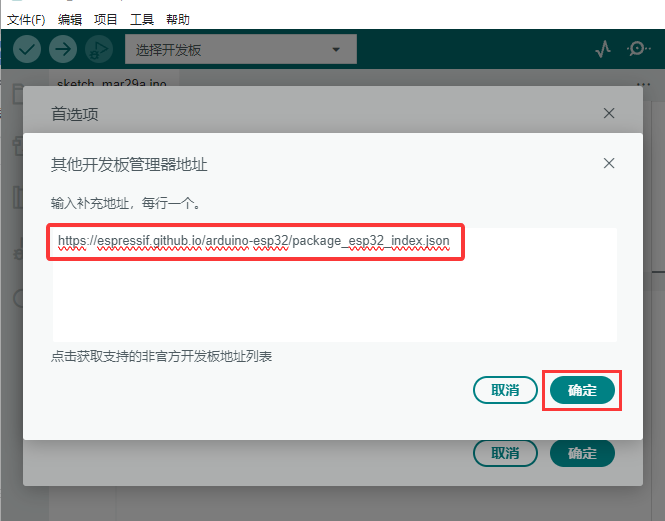 文件(F) 编辑 项目 工具 帮助
选择开发板
sketch_mar29a.ino
首选项
其他开发板管理器地址
输入补充地址，每行一个。
https://espressif.github.io/arduino-esp32/package_esp32_index.json
点击获取支持的非官方开发板地址列表
取消 确定
取消 确定